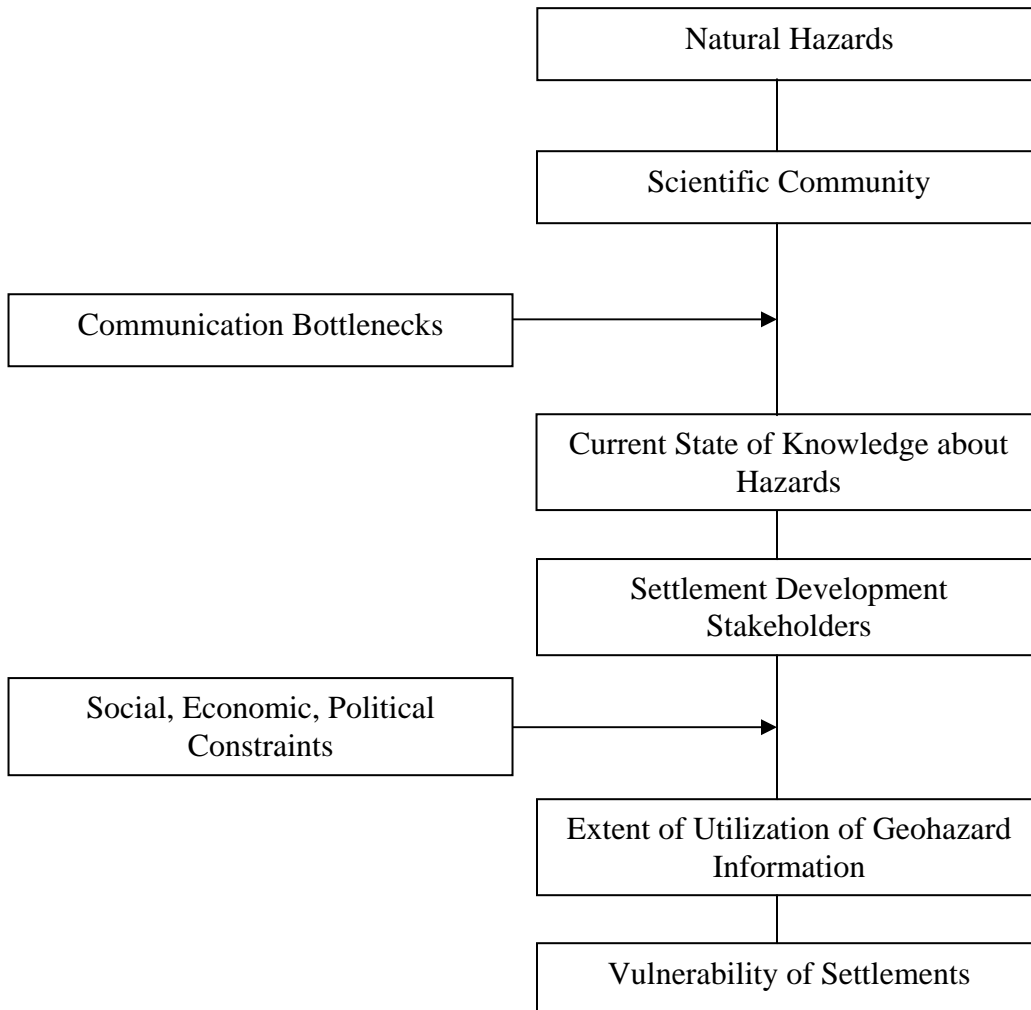 Natural Hazards
Scientific Community
Communication Bottlenecks
Current State of Knowledge about
Hazards
Settlement Development
Stakeholders
Social, Economic, Political
Constraints
Extent of Utilization of Geohazard
Information
Vulnerability of Settlements